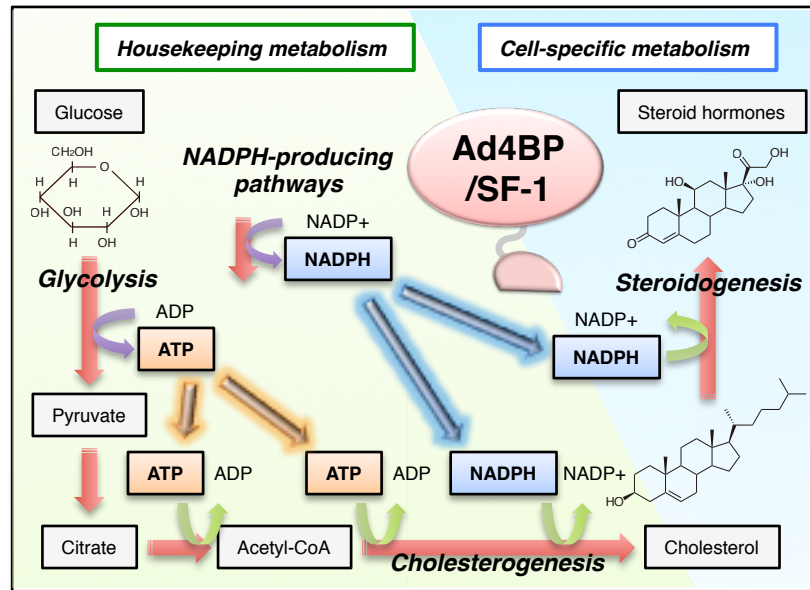 Housekeeping metabolism
Cell-specific metabolism
Glucose
Steroid hormones
CH2OH
O
H
H
H
H
OH
OH
OH
H
H
OH
NADPH-producing
pathways
NADP+
NADPH
Ad4BP
/SF-1
O
OH
HO
OH
O
Glycolysis
ADP
ATP
Steroidogenesis
NADP+
NADPH
Pyruvate
ATP
ADP
ATP
ADP
NADPH
NADP+
HO
Citrate
Acetyl-CoA
Cholesterogenesis
Cholesterol